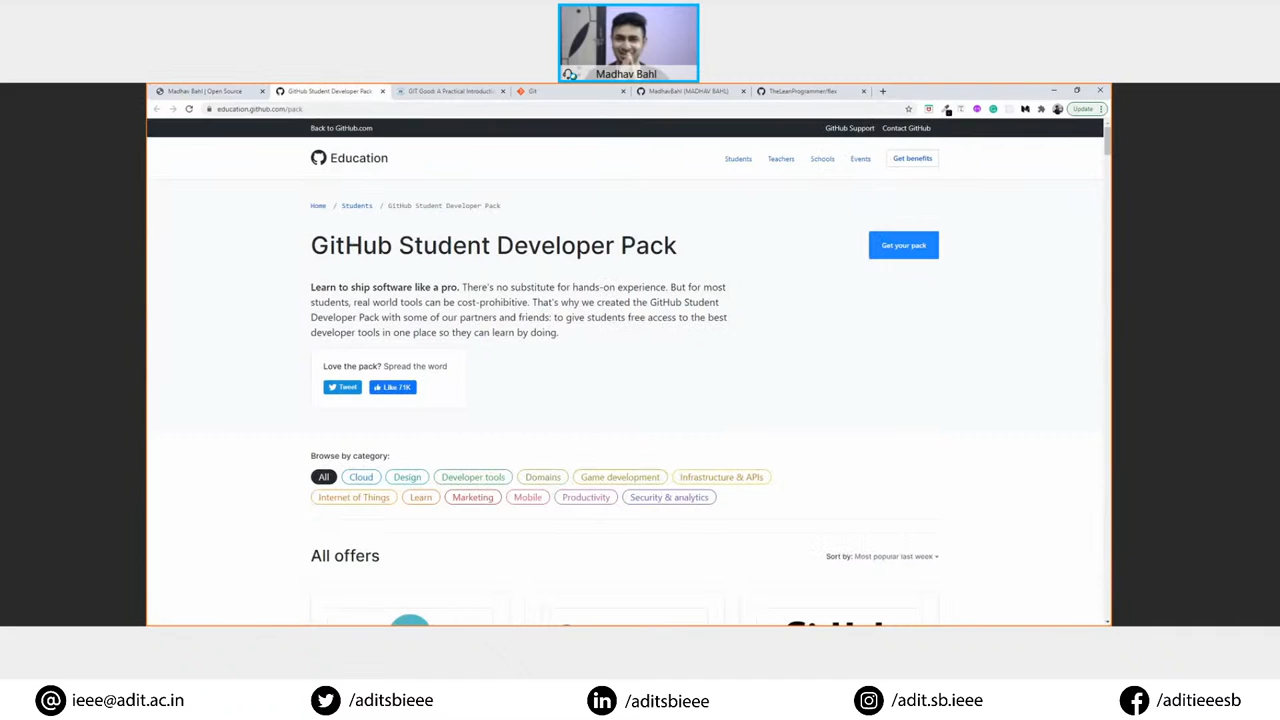 Madhav Bahl
Madhav Bahl | Open Source
GitHub Student Developer Pack
GIT Good: A Practical Introductio
Git
MadhavBahl (MADHAV BAHL)
TheLeanProgrammer/flex
education.github.com/pack
Update
Back to GitHub.com
GitHub Support
Contact GitHub
Education
Students
Teachers
Schools
Events
Get benefits
Home / Students / GitHub Student Developer Pack
GitHub Student Developer Pack
Get your pack
Learn to ship software like a pro. There's no substitute for hands-on experience. But for most
students, real world tools can be cost-prohibitive. That's why we created the GitHub Student
Developer Pack with some of our partners and friends: to give students free access to the best
developer tools in one place so they can learn by doing.
Love the pack? Spread the word
Tweet
Like 71K
Browse by category:
All
Cloud
Design
Developer tools
Domains
Game development
Infrastructure & APIs
Internet of Things
Learn
Marketing
Mobile
Productivity
Security & analytics
All offers
Sort by: Most popular last week
ieee@adit.ac.in
/aditsbieee
/aditsbieee
/adit.sb.ieee
/aditieeesb